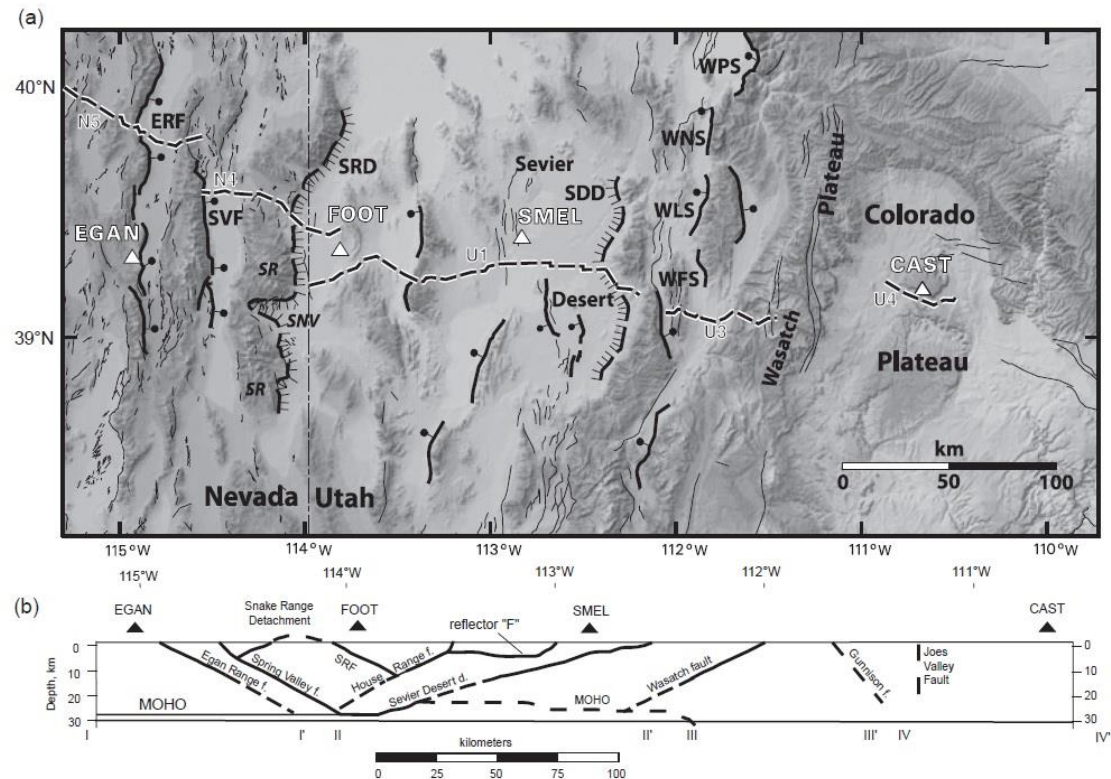 (a)
40°N
39°N
N5
ERF
N4
SVF
EGAN
SR
SNV
SR
SRD
FOOT
U1
Sevier
SMEL
SDD
Desert
WPS
WNS
WLS
WFS
U3
Wasatch
Plateau
Colorado
CAST
U4
Plateau
km
0 50 100
Nevada Utah
115°W 114°W 113°W 112°W 111°W 110°W
115°W 114°W 113°W 112°W 111°W
(b)
EGAN
Snake Range
Detachment
FOOT
reflector "F"
SMEL
CAST
Depth, km
0
10
20
30
Egan Range f.
Spring Valley f.
SRF
House Range f.
Sevier Desert d.
Wasatch fault
Gunnison f.
Joes
Valley
Fault
0
10
20
30
MOHO
MOHO
I I' II II' III III' IV IV'
kilometers
0 25 50 75 100